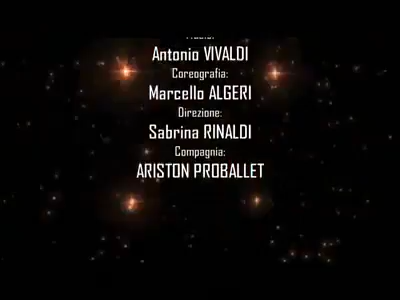 Antonio VIVALDI
Coreografia:
Marcello ALGERI
Direzione:
Sabrina RINALDI
Compagnia:
ARISTON PROBALLET